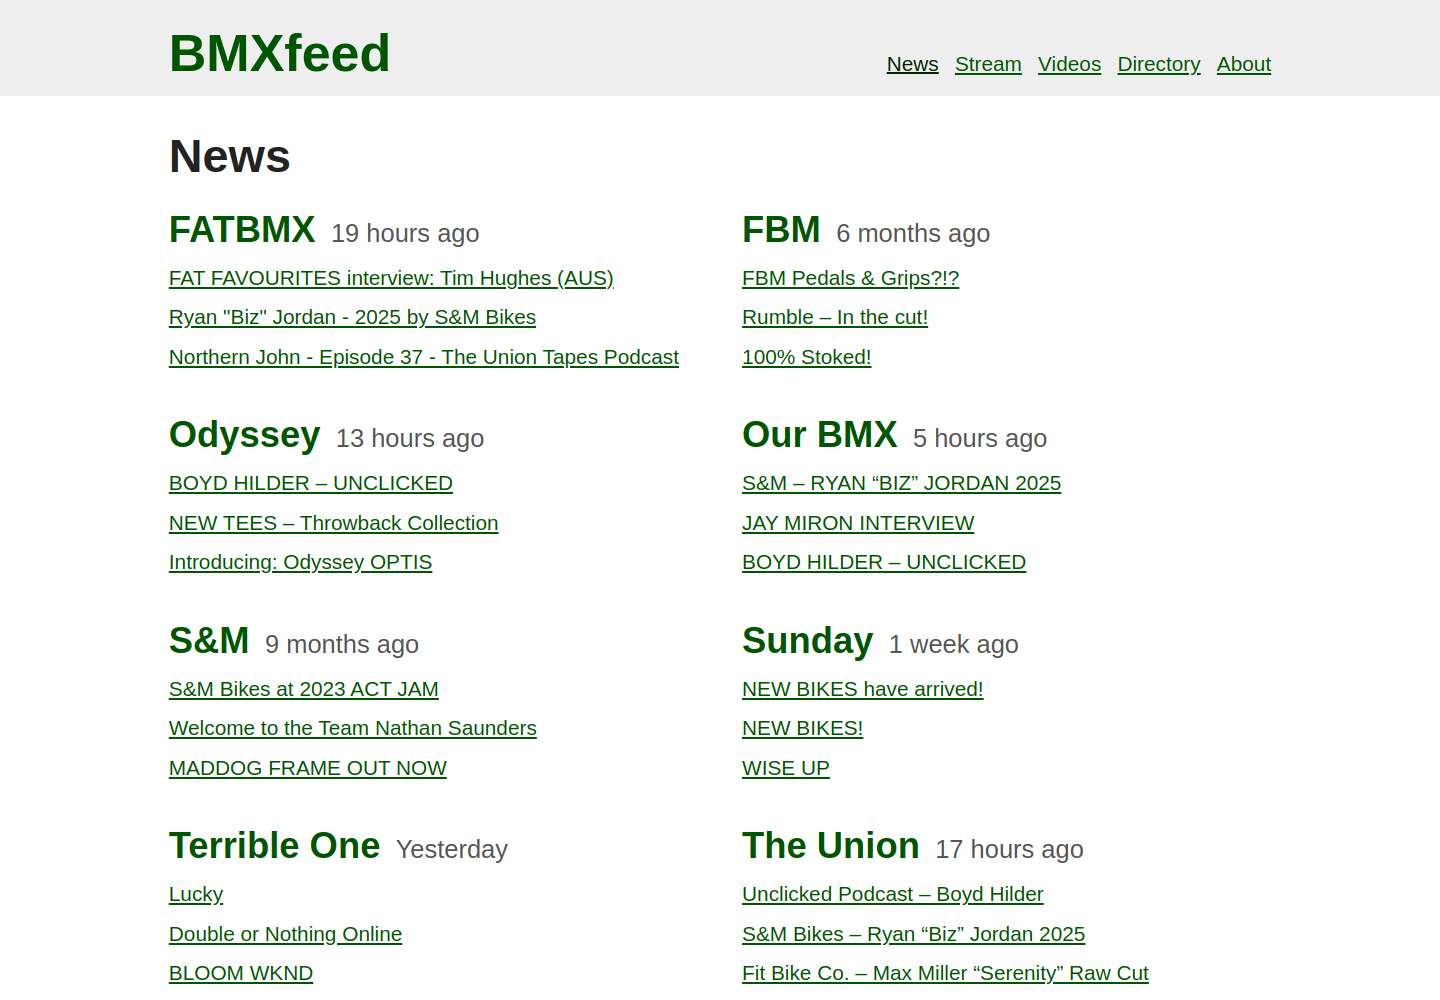 BMXfeed
News Stream Videos Directory About
News
FATBMX 19 hours ago
FAT FAVOURITES interview: Tim Hughes (AUS)
Ryan "Biz" Jordan - 2025 by S&M Bikes
Northern John - Episode 37 - The Union Tapes Podcast
FBM 6 months ago
FBM Pedals & Grips?!?
Rumble – In the cut!
100% Stoked!
Odyssey 13 hours ago
BOYD HILDER – UNCLICKED
NEW TEES – Throwback Collection
Introducing: Odyssey OPTIS
Our BMX 5 hours ago
S&M – RYAN “BIZ” JORDAN 2025
JAY MIRON INTERVIEW
BOYD HILDER – UNCLICKED
S&M 9 months ago
S&M Bikes at 2023 ACT JAM
Welcome to the Team Nathan Saunders
MADDOG FRAME OUT NOW
Sunday 1 week ago
NEW BIKES have arrived!
NEW BIKES!
WISE UP
Terrible One Yesterday
Lucky
Double or Nothing Online
BLOOM WKND
The Union 17 hours ago
Unclicked Podcast – Boyd Hilder
S&M Bikes – Ryan “Biz” Jordan 2025
Fit Bike Co. – Max Miller “Serenity” Raw Cut